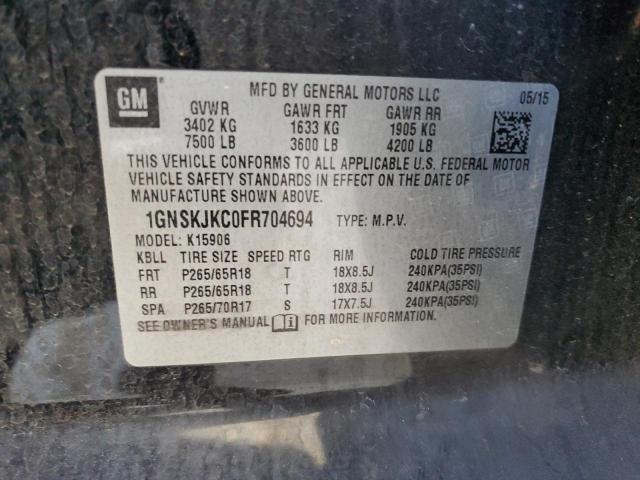 GM
MFD BY GENERAL MOTORS LLC 05/15
GVWR GAWR FRT GAWR RR
3402 KG 1633 KG 1905 KG
7500 LB 3600 LB 4200 LB
THIS VEHICLE CONFORMS TO ALL APPLICABLE U.S. FEDERAL MOTOR
VEHICLE SAFETY STANDARDS IN EFFECT ON THE DATE OF
MANUFACTURE SHOWN ABOVE.
1GNSKJKC0FR704694 TYPE: M.P.V.
MODEL: K15906
KBLL TIRE SIZE SPEED RTG RIM COLD TIRE PRESSURE
FRT P265/65R18 T 18X8.5J 240KPA(35PSI)
RR P265/65R18 T 18X8.5J 240KPA(35PSI)
SPA P265/70R17 S 17X7.5J 240KPA(35PSI)
SEE OWNER'S MANUAL FOR MORE INFORMATION.